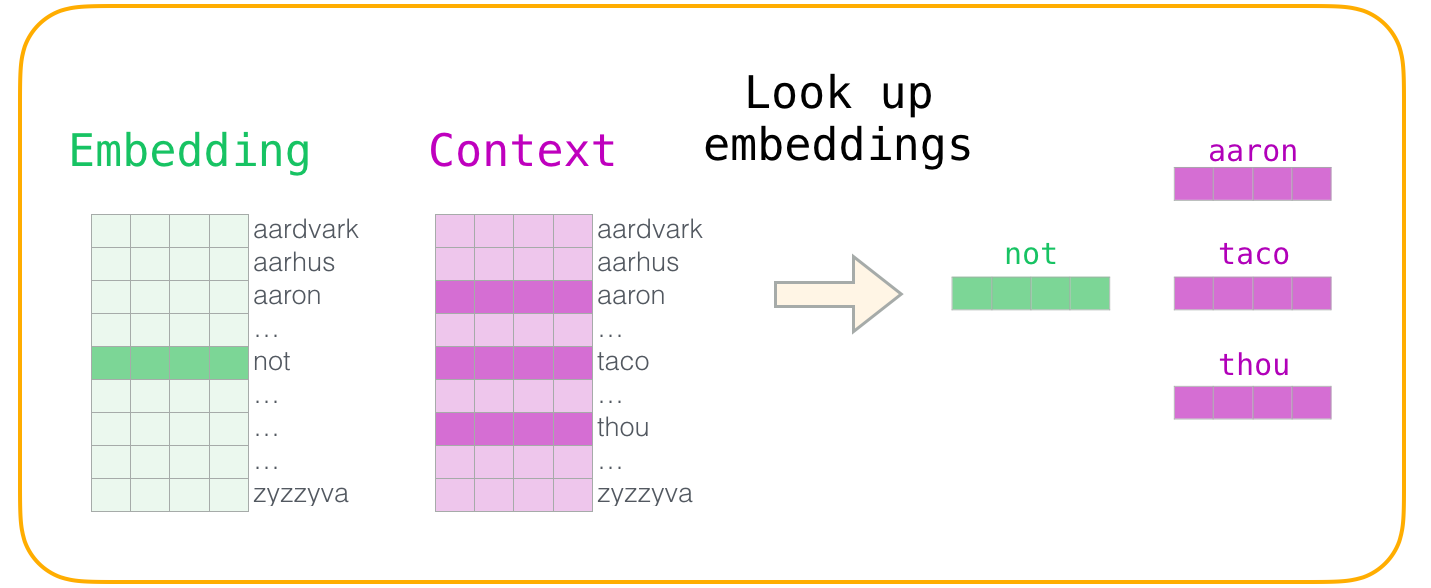 Look up
embeddings
Embedding
Context
aardvark
aarhus
aaron
...
not
...
...
...
zyzzyva
aardvark
aarhus
aaron
...
taco
...
thou
...
zyzzyva
not
aaron
taco
thou